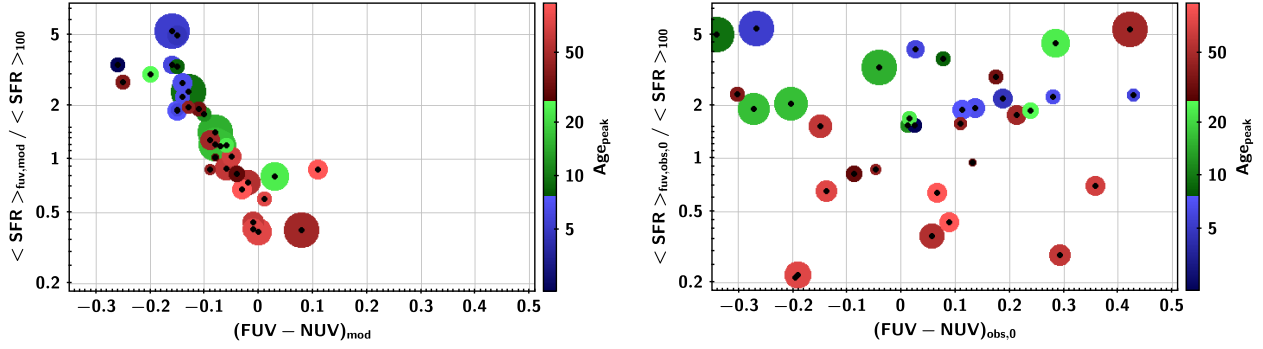 < SFR >fuv,mod / < SFR >100
5
2
1
0.5
0.2
−0.3 −0.2 −0.1 0 0.1 0.2 0.3 0.4 0.5
(FUV − NUV)mod
50
20
10
5
Agepeak
< SFR >fuv,obs,0 / < SFR >100
5
2
1
0.5
0.2
−0.3 −0.2 −0.1 0 0.1 0.2 0.3 0.4 0.5
(FUV − NUV)obs,0
50
20
10
5
Agepeak